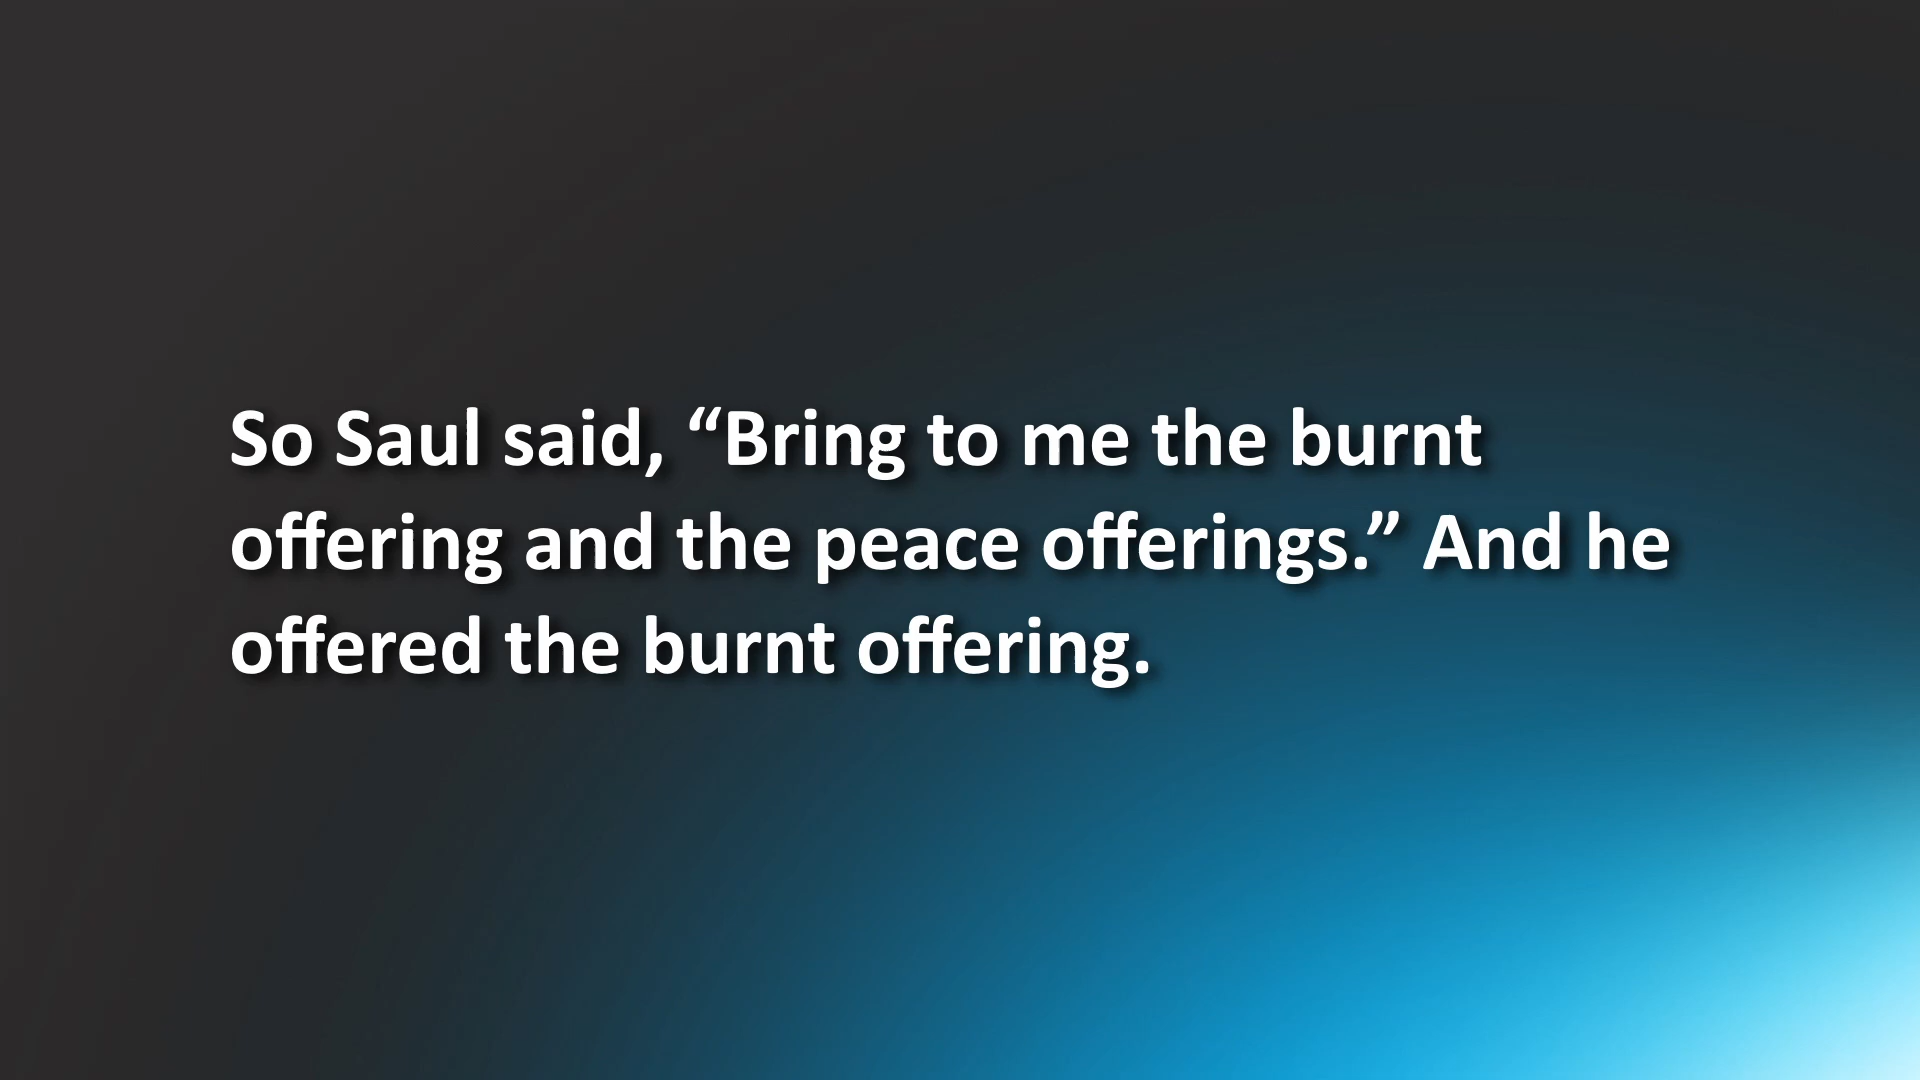 So Saul said, “Bring to me the burnt
offering and the peace offerings.” And he
offered the burnt offering.